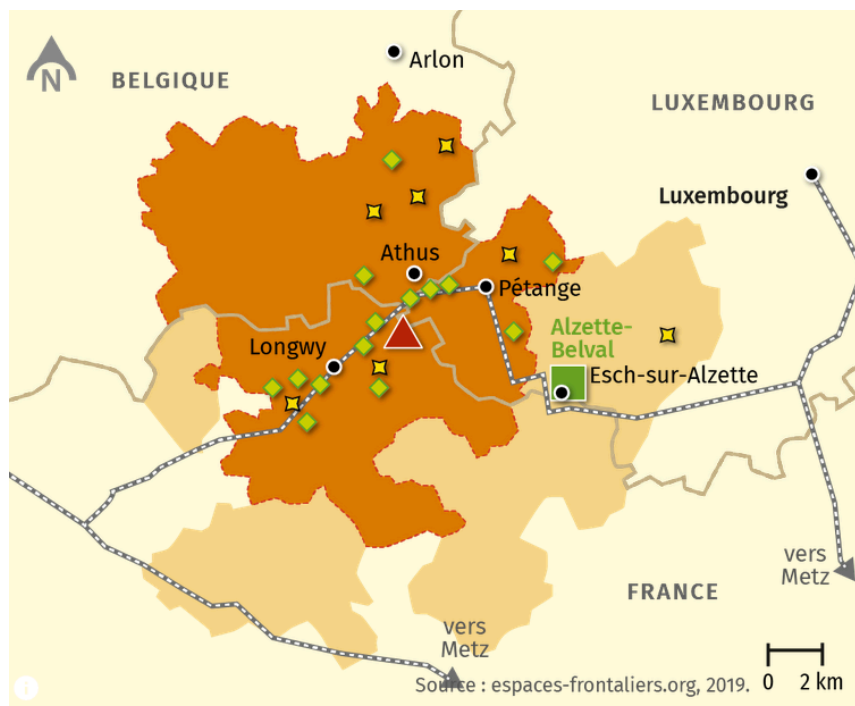 N
BELGIQUE
Arlon
LUXEMBOURG
Luxembourg
Athus
Pétange
Alzette-
Belval
Longwy
Esch-sur-Alzette
vers
Metz
FRANCE
vers
Metz
Source : espaces-frontaliers.org, 2019.
0 2 km
i